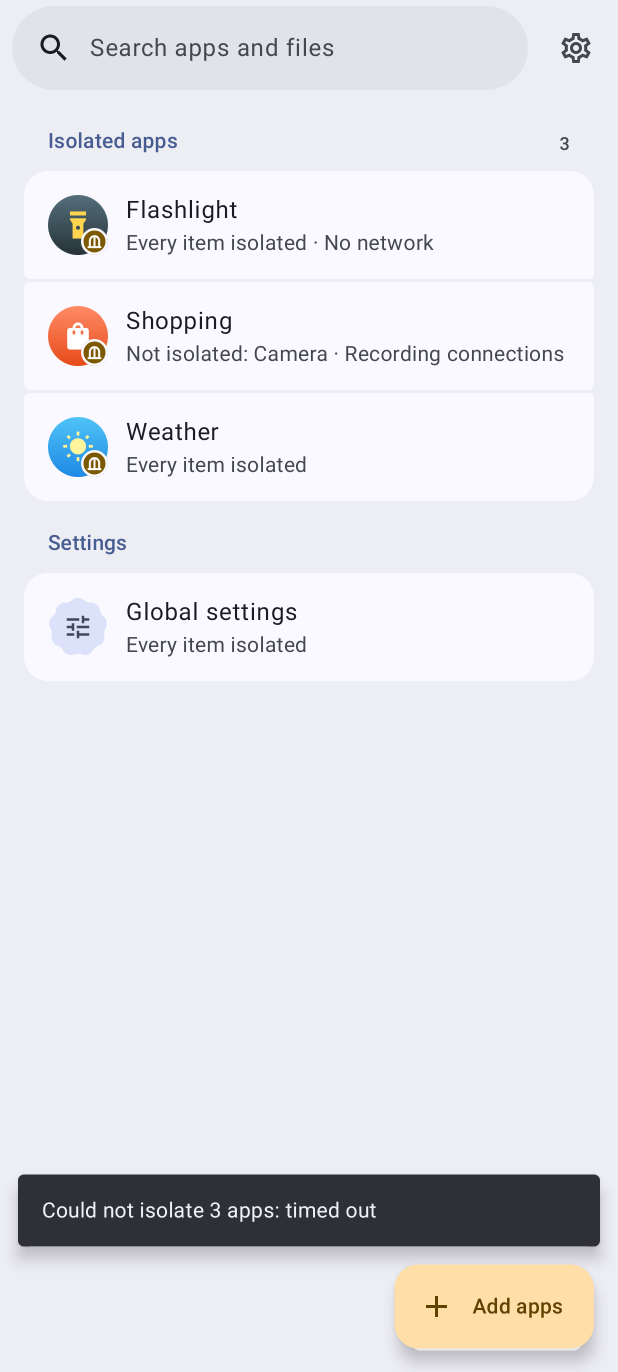 Search apps and files
Isolated apps
3
Flashlight
Every item isolated · No network
Shopping
Not isolated: Camera · Recording connections
Weather
Every item isolated
Settings
Global settings
Every item isolated
Could not isolate 3 apps: timed out
Add apps